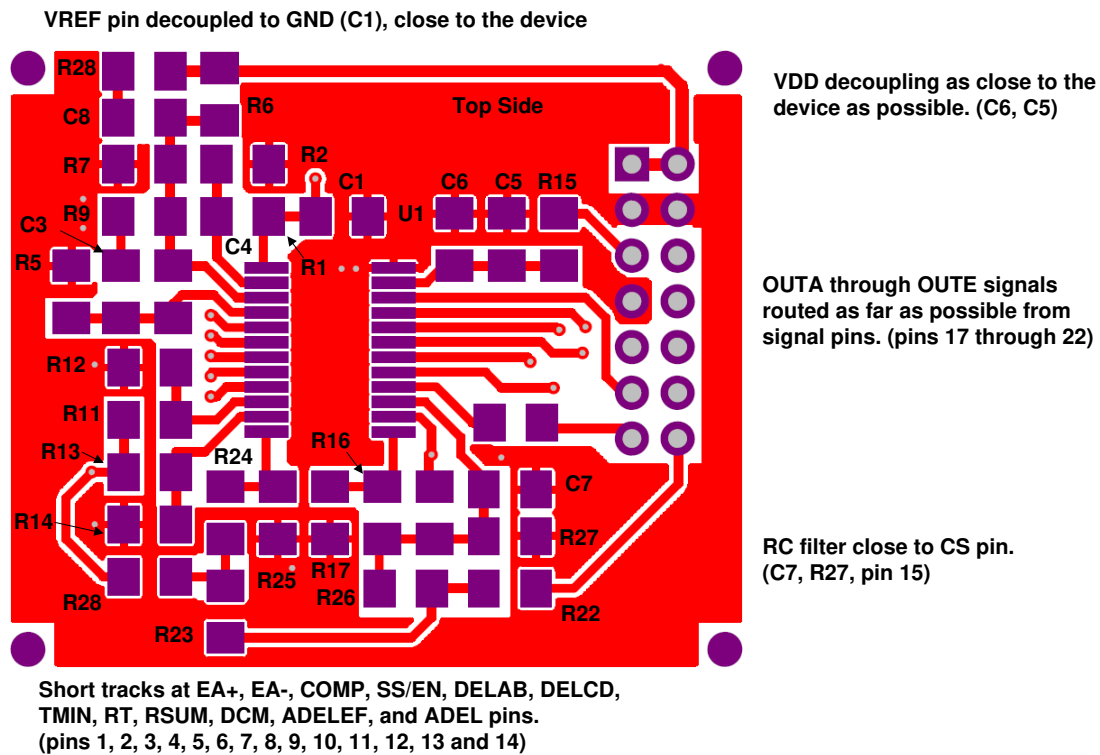 VREF pin decoupled to GND (C1), close to the device
R28
C8
R6
Top Side
VDD decoupling as close to the
device as possible. (C6, C5)
R7
R2
C1
C6
C5
R15
R9
C3
U1
C4
R5
R1
OUTA through OUTE signals
routed as far as possible from
signal pins. (pins 17 through 22)
R12
R11
R13
R16
R24
C7
R14
R27
R25
R17
RC filter close to CS pin.
(C7, R27, pin 15)
R28
R26
R22
R23
Short tracks at EA+, EA-, COMP, SS/EN, DELAB, DELCD,
TMIN, RT, RSUM, DCM, ADELEF, and ADEL pins.
(pins 1, 2, 3, 4, 5, 6, 7, 8, 9, 10, 11, 12, 13 and 14)